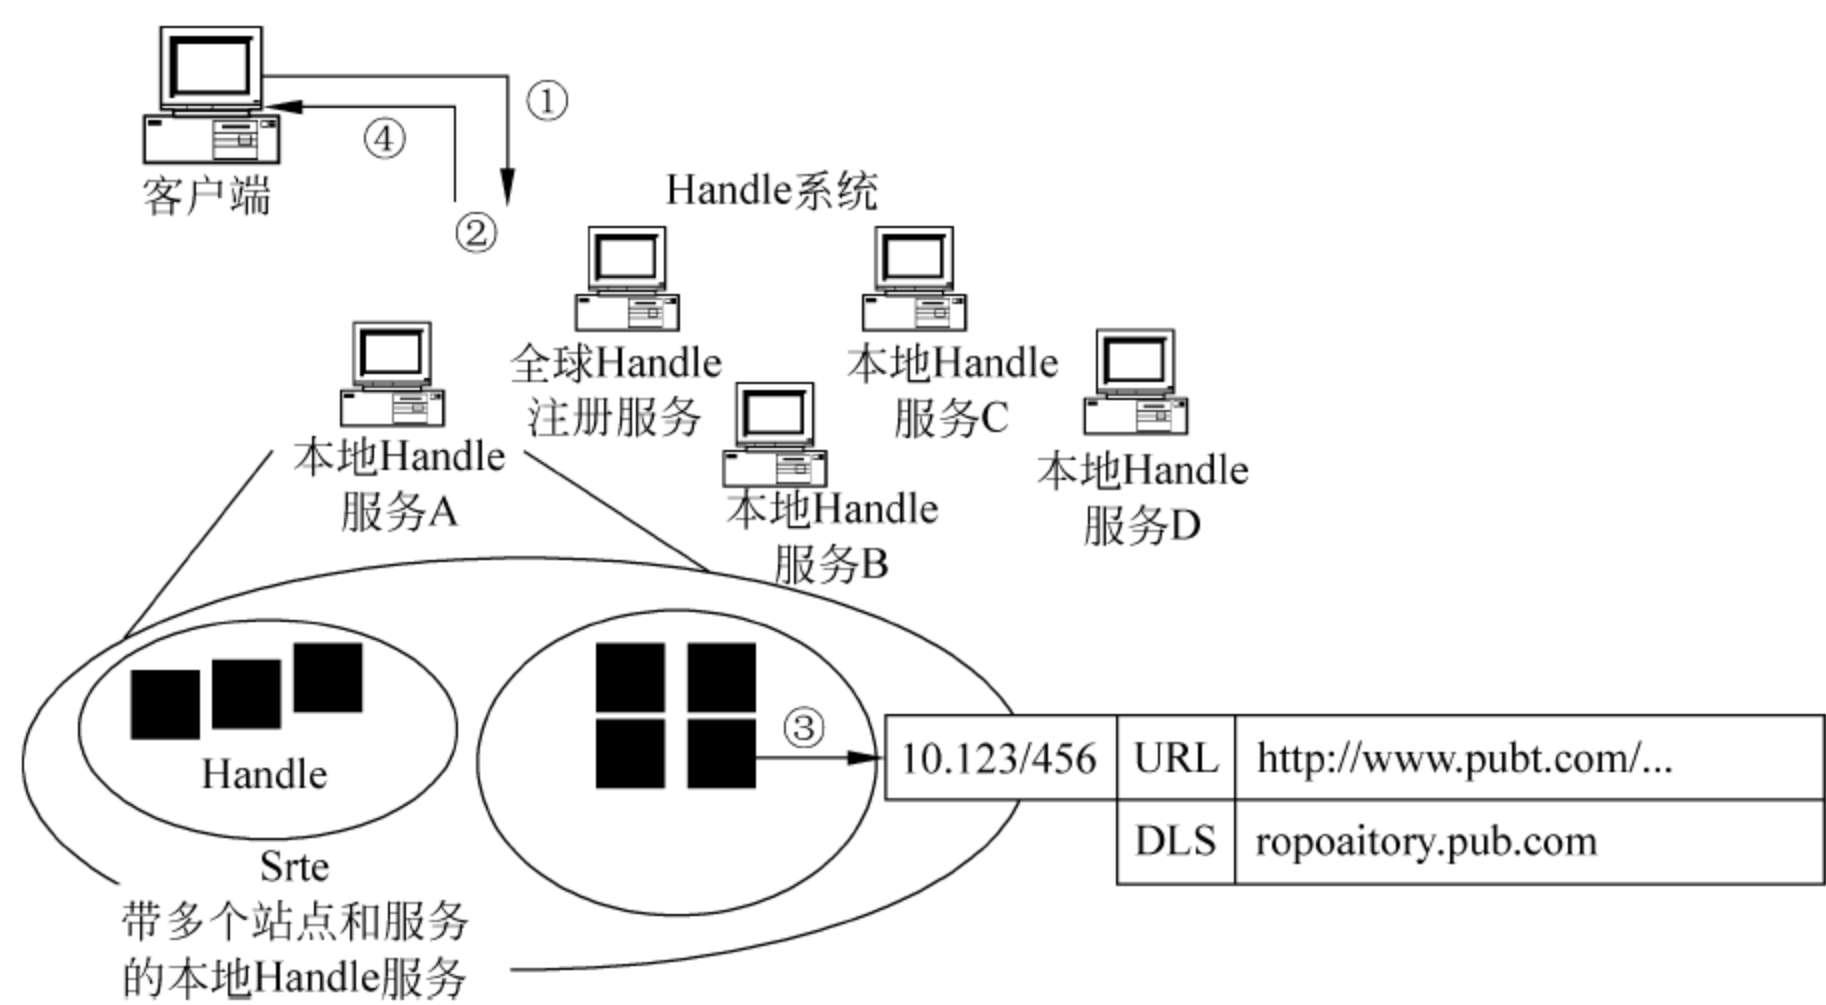 ①
④
客户端
②
Handle系统
全球Handle
注册服务
本地Handle
服务C
本地Handle
服务A
本地Handle
服务B
本地Handle
服务D
Handle
Srte
带多个站点和服务
的本地Handle服务
③
10.123/456 URL http://www.pubt.com/...
DLS ropoaitory.pub.com